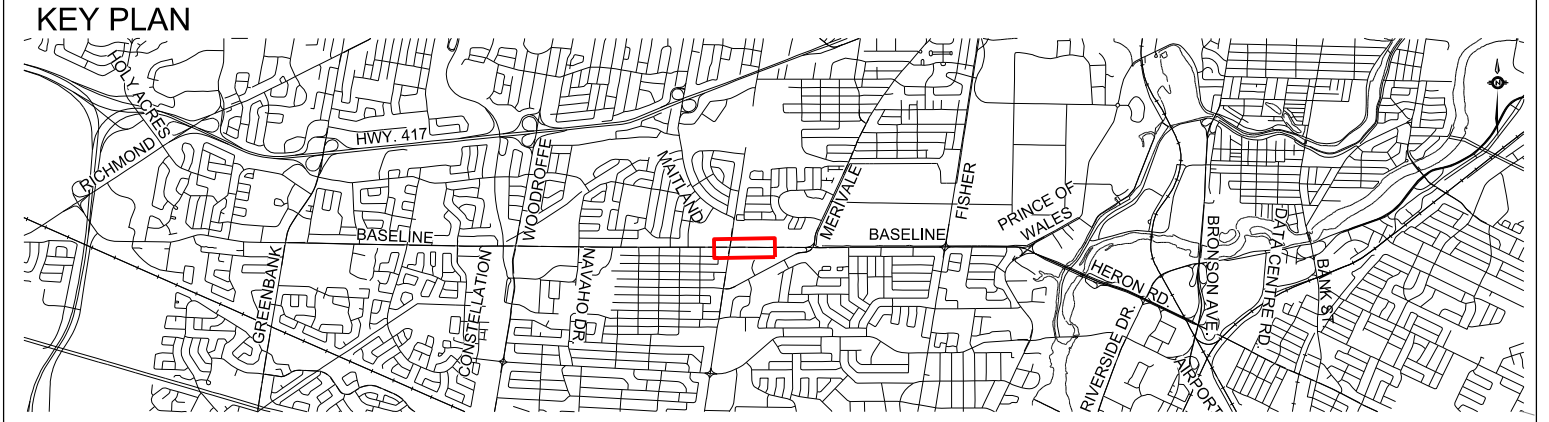 KEY PLAN
HOLY ACRES
RICHMOND
HWY. 417
WOODROFFE
MAITLAND
MERIVALE
FISHER
PRINCE OF
WALES
BASELINE
BASELINE
GREENBANK
CONSTELLATION
NAVAHO DR.
HERON RD.
RIVERSIDE DR.
BRONSON AVE.
AIRPORT
DATA CENTRE RD.
BANK ST.
N